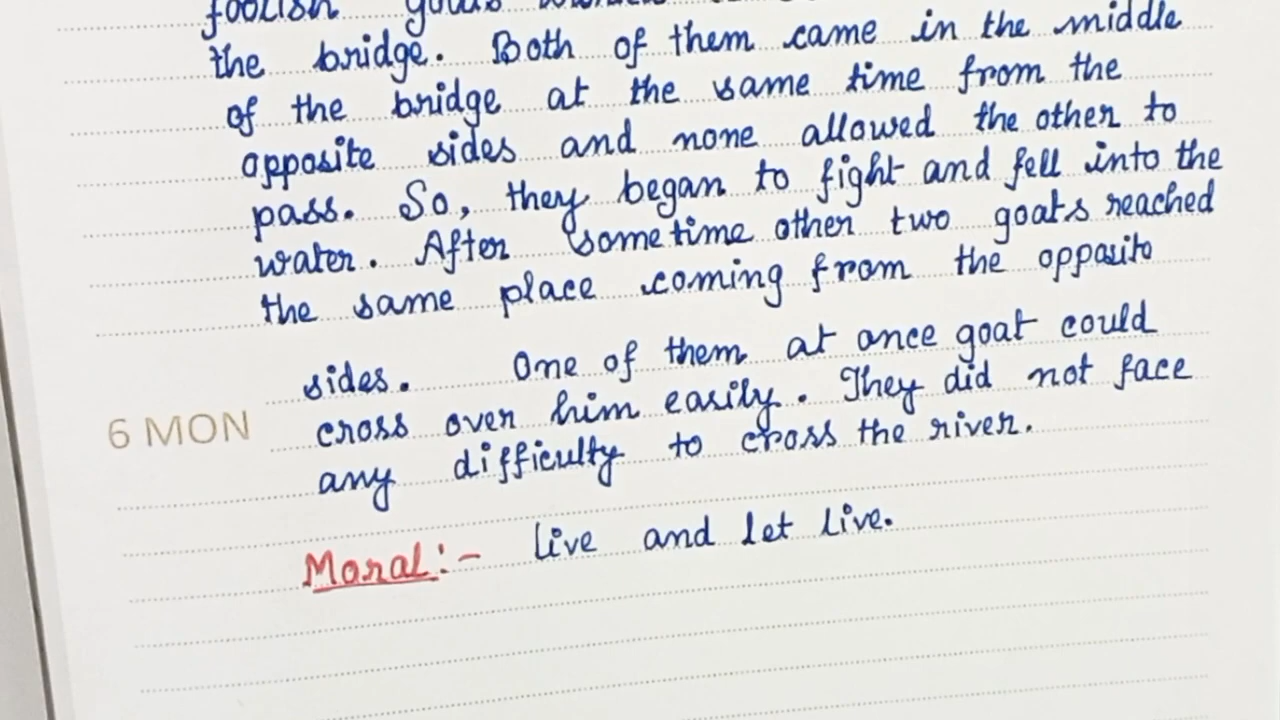 foolish goats
the bridge. Both of them came in the middle
of the bridge at the same time from the
opposite sides and none allowed the other to
pass. So, they began to fight and fell into the
water. After sometime other two goats reached
the same place coming from the opposite
sides. One of them at once goat could
cross over him easily. They did not face
6 MON
any difficulty to cross the river.
Moral:- live and let live.